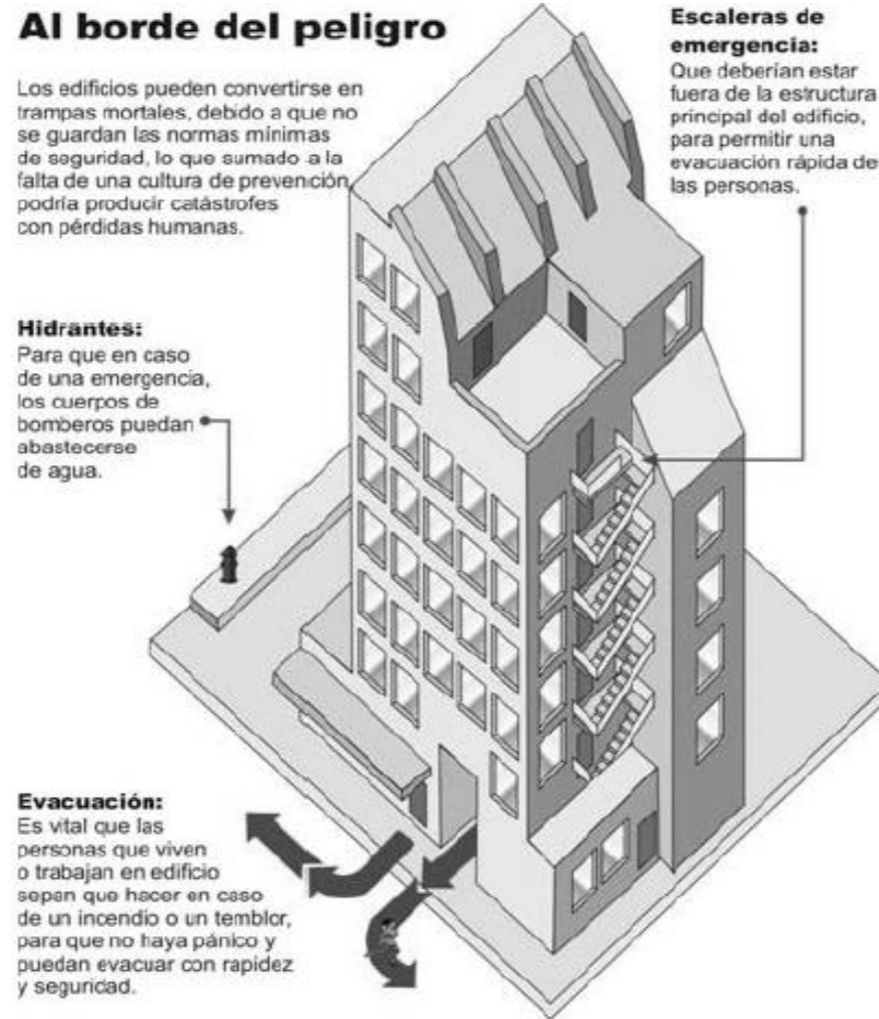 Al borde del peligro
Los edificios pueden convertirse en
trampas mortales, debido a que no
se guardan las normas mínimas
de seguridad, lo que sumado a la
falta de una cultura de prevención,
podría producir catástrofes
con pérdidas humanas.
Escaleras de
emergencia:
Que deberían estar
fuera de la estructura
principal del edificio,
para permitir una
evacuación rápida de
las personas.
Hidrantes:
Para que en caso
de una emergencia,
los cuerpos de
bomberos puedan
abastecerse
de agua.
Evacuación:
Es vital que las
personas que viven
o trabajan en edificio
sepan que hacer en caso
de un incendio o un temblor,
para que no haya pánico y
puedan evacuar con rapidez
y seguridad.